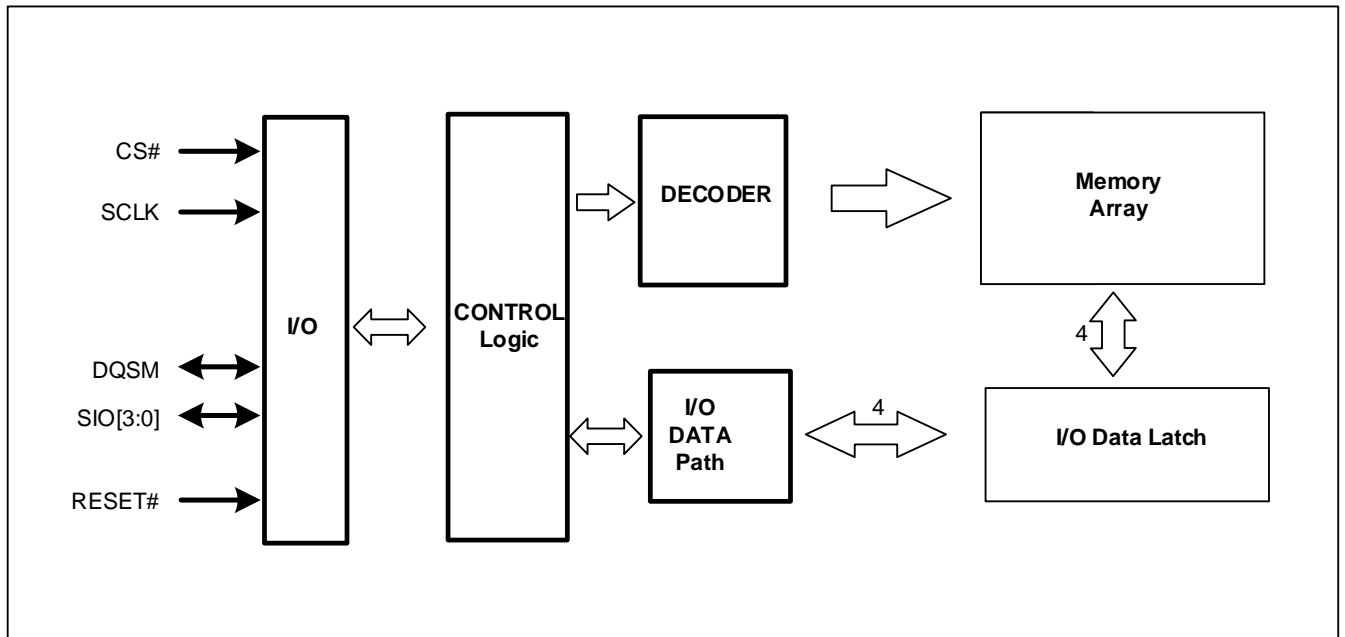 CS#
SCLK
DQSM
SIO[3:0]
RESET#
I/O
CONTROL
Logic
DECODER
I/O
DATA
Path
4
Memory
Array
4
I/O Data Latch